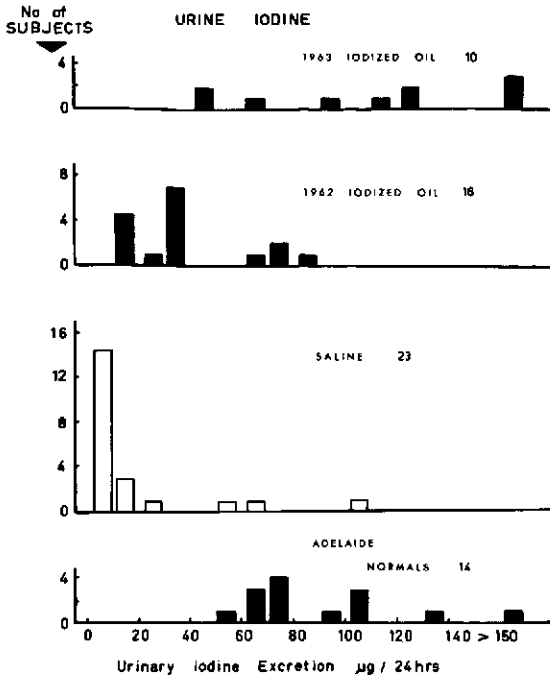 No of
SUBJECTS
URINE IODINE
1963 IODIZED OIL 10
4
2
0
1962 IODIZED OIL 16
8
4
0
SALINE 23
16
12
8
4
0
ADELAIDE
NORMALS 14
4
2
0
0 20 40 60 80 100 120 140 > 150
Urinary Iodine Excretion µg / 24hrs